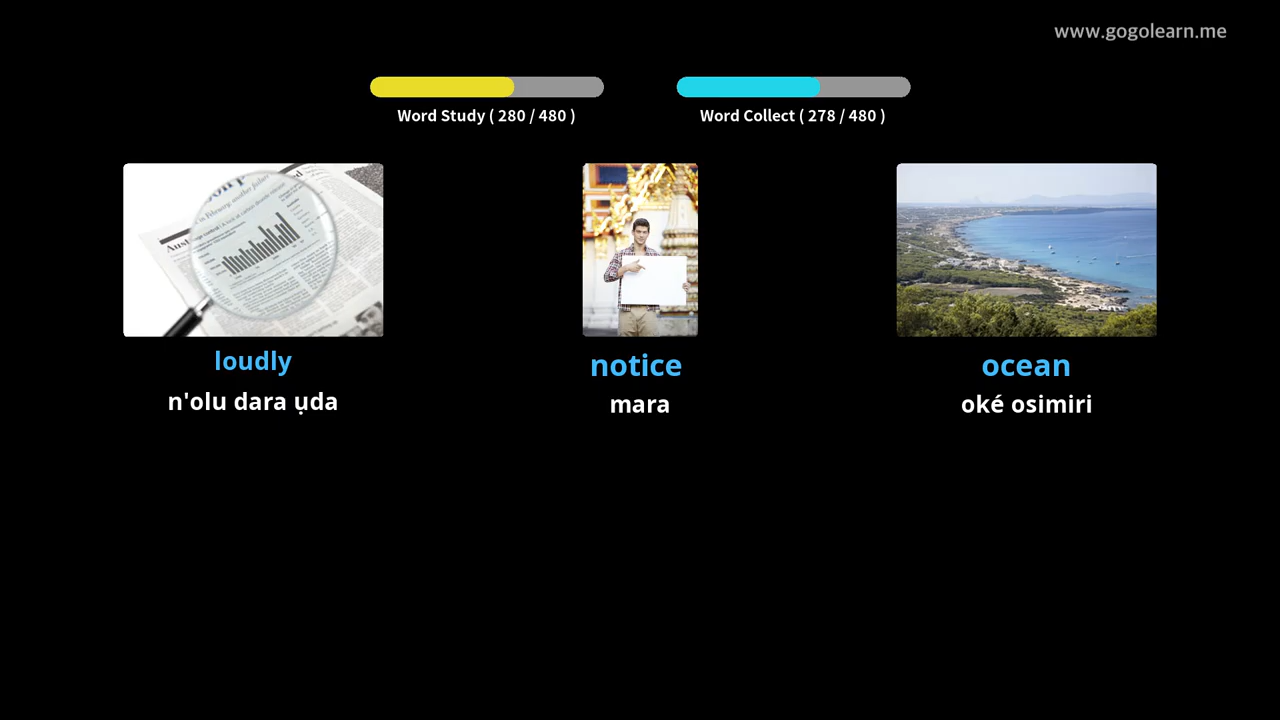 www.gogolearn.me
Word Study ( 280 / 480 )
Word Collect ( 278 / 480 )
loudly
notice
ocean
n'olu dara ụda
mara
oké osimiri